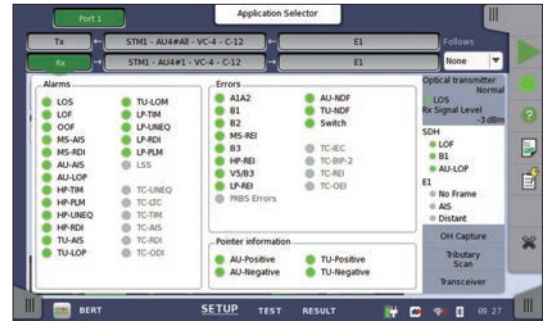 Port 1
Application Selector
Tx
STM1 - AU4#All - VC-4 - C-12
E1
Follows
Rx
STM1 - AU4#1 - VC-4 - C-12
E1
None
Alarms
LOS
LOF
OOF
MS-AIS
MS-RDI
AU-AIS
AU-LOP
HP-TIM
HP-PLM
HP-UNEQ
HP-RDI
TU-AIS
TU-LOP
TU-LOM
LP-TIM
LP-UNEQ
LP-RDI
LP-PLM
LSS
TC-UNEQ
TC-LTC
TC-TIM
TC-AIS
TC-RDI
TC-ODI
Errors
A1A2
B1
B2
MS-REI
B3
HP-REI
V5/B3
LP-REI
PRBS Errors
AU-NDF
TU-NDF
Switch
TC-IEC
TC-BIP-2
TC-REI
TC-OEI
Pointer information
AU-Positive
AU-Negative
TU-Positive
TU-Negative
Optical transmitter
Normal
LOS
Rx Signal Level
-3 dBm
SDH
LOF
B1
AU-LOP
E1
No Frame
AIS
Distant
OH Capture
Tributary
Scan
Transceiver
BERT
SETUP
TEST
RESULT
09 27